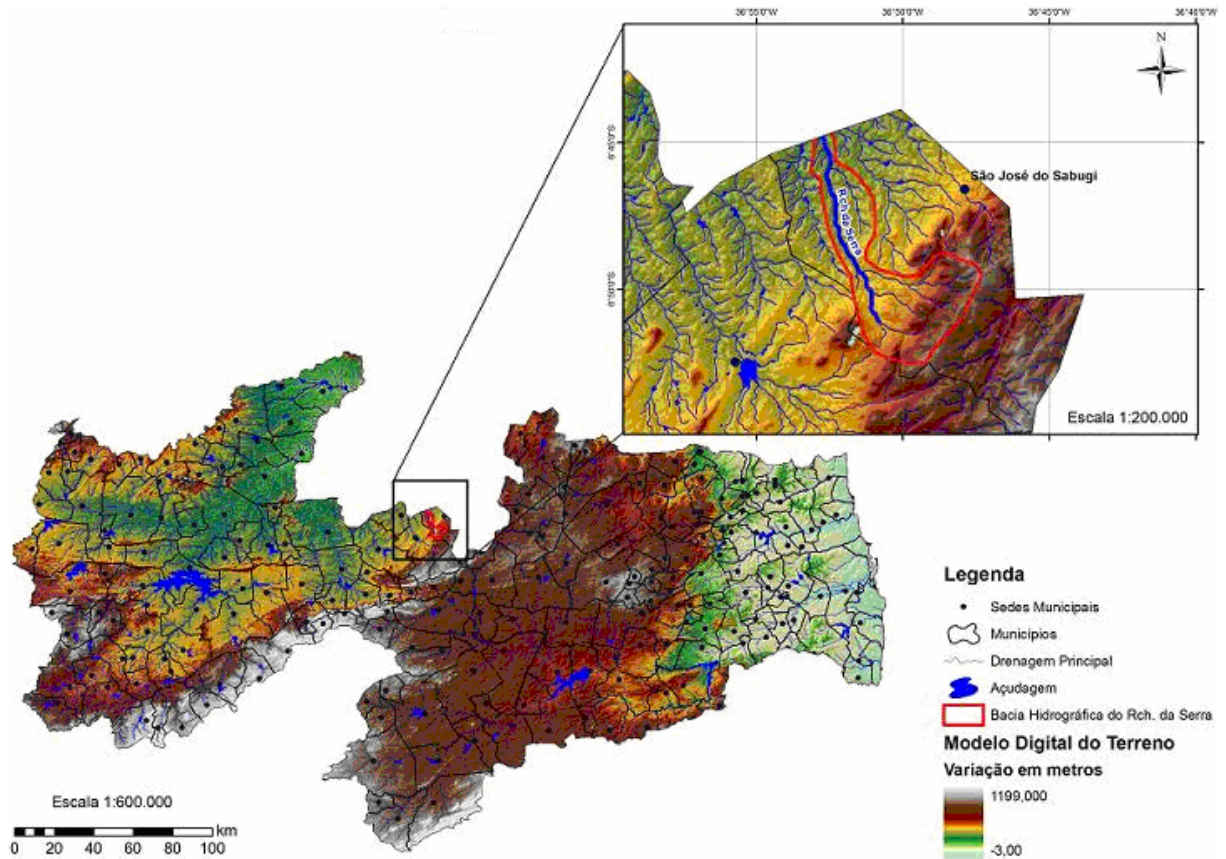 36°55'0"W 36°50'0"W 36°45'0"W 36°40'0"W
N
6°45'0"S
São José do Sabugi
Rch. da Serra
6°50'0"S
Escala 1:200.000
Legenda
Sedes Municipais
Municípios
Drenagem Principal
Açudagem
Bacia Hidrográfica do Rch. da Serra
Modelo Digital do Terreno
Variação em metros
1199,000
-3,00
Escala 1:600.000
km
0 5 20 40 60 80 100